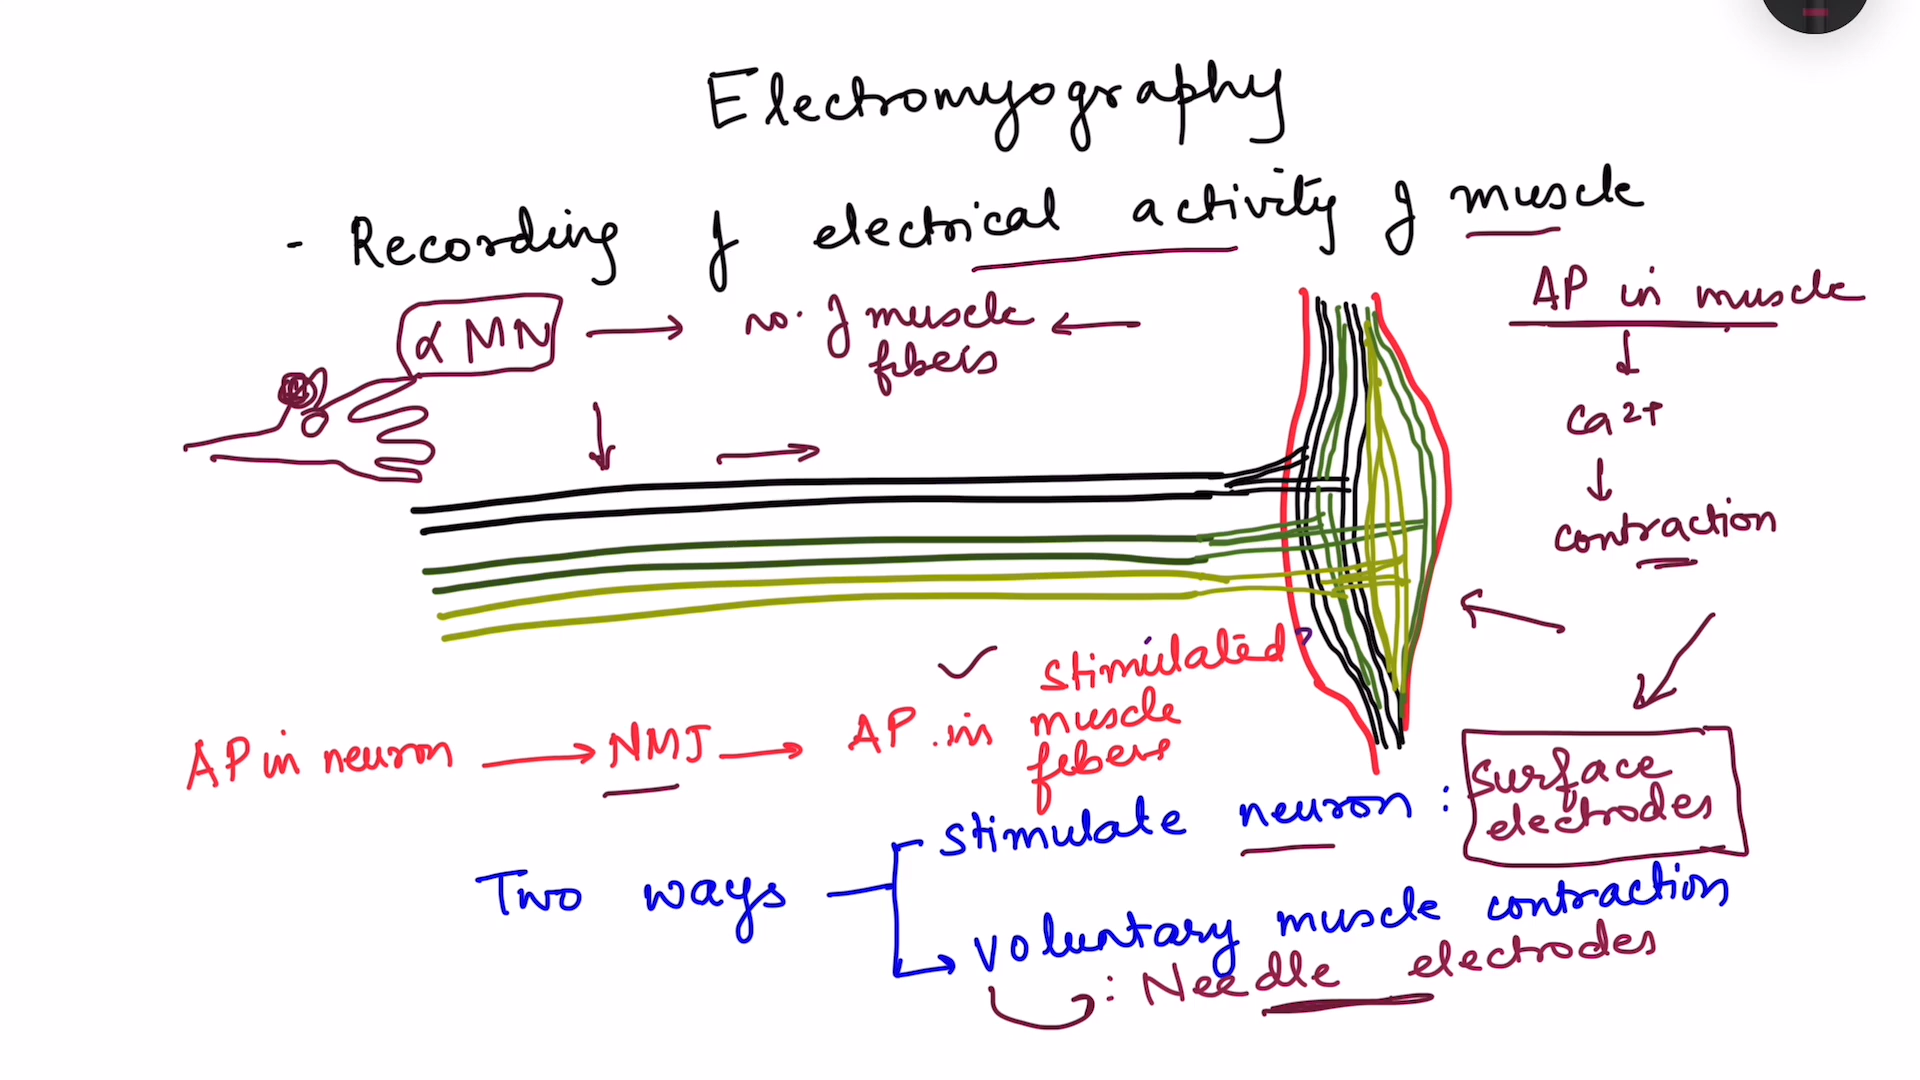 Electromyography
- Recording of electrical activity of muscle
AP in muscle
α MN
no. of muscle
fibers
Ca2+
contraction
stimulated
AP in neuron → NMJ → AP in muscle
fibers
Surface
electrodes
stimulate neuron :
Two ways
voluntary muscle contraction
: Needle electrodes